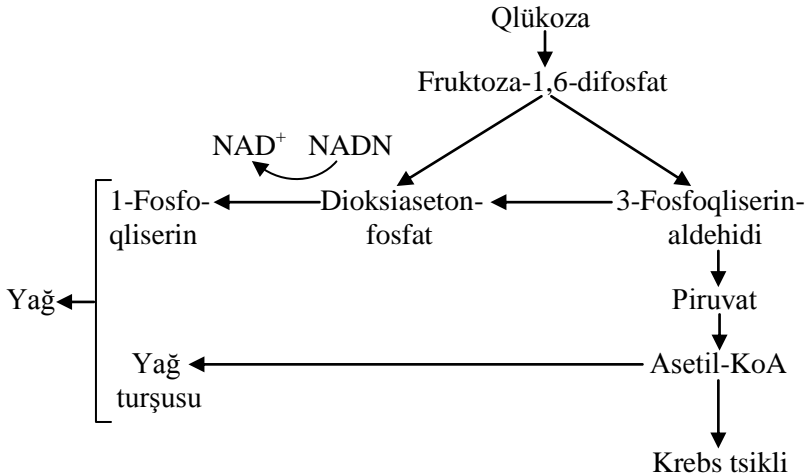 Qlükoza
Fruktoza-1,6-difosfat
NAD⁺ NADN
1-Fosfo-
qliserin
Dioksiaseton-
fosfat
3-Fosfoqliserin-
aldehidi
Yağ
Piruvat
Yağ
turşusu
Asetil-KoA
Krebs tsikli